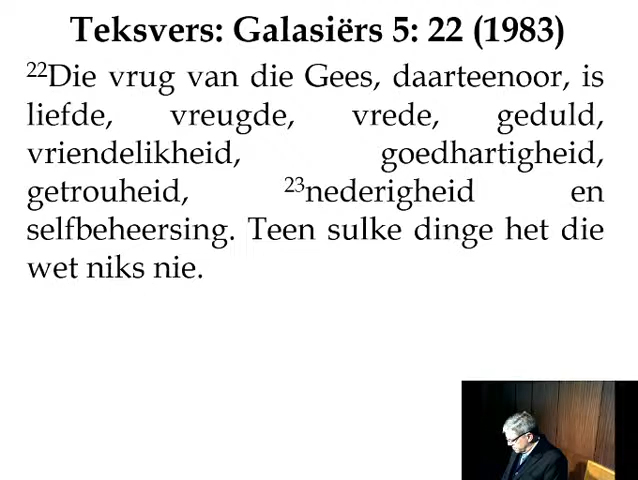 Teksvers: Galasiërs 5: 22 (1983)
22Die vrug van die Gees, daarteenoor, is
liefde, vreugde, vrede, geduld,
vriendelikheid, goedhartigheid,
getrouheid, 23nederigheid en
selfbeheersing. Teen sulke dinge het die
wet niks nie.